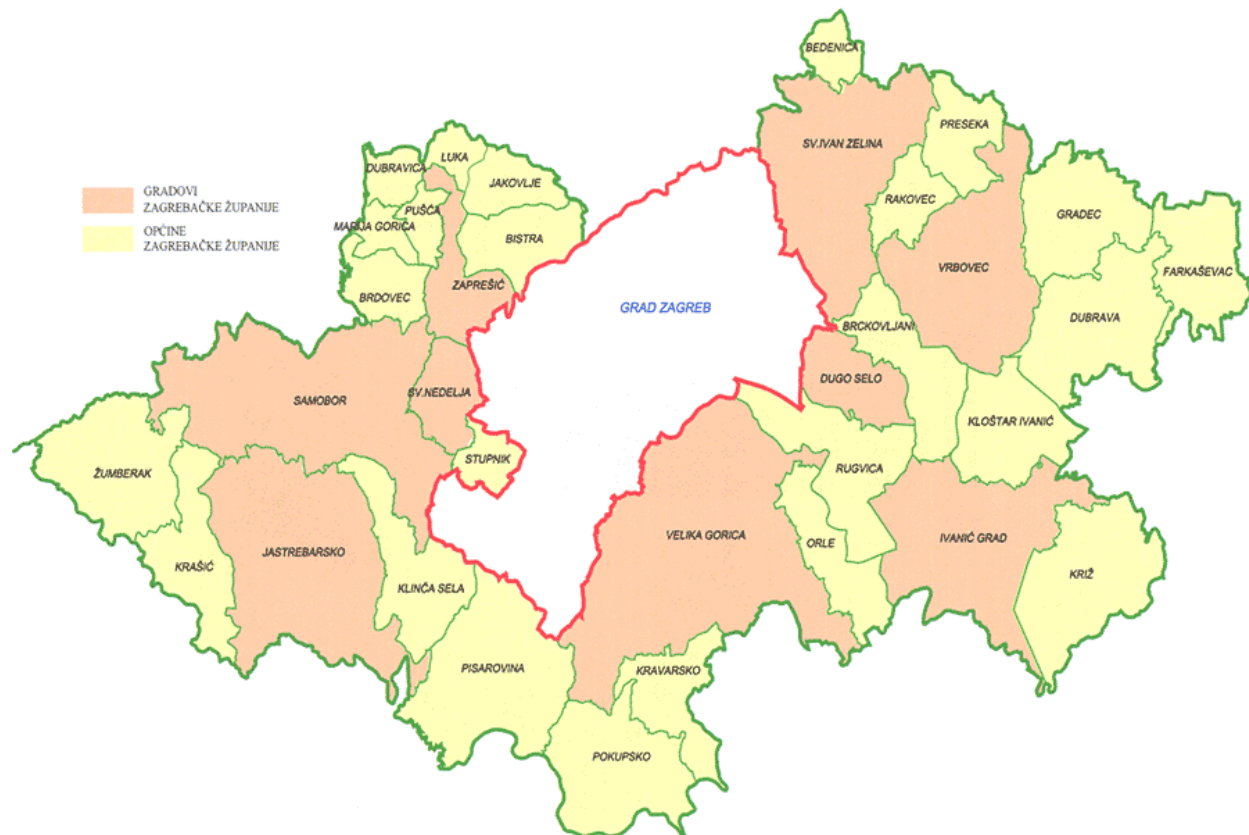 BEDENICA
PRESEKA
SV.IVAN ZELINA
LUKA
DUBRAVICA
JAKOVLJE
GRADOVI
ZAGREBAČKE ŽUPANIJE
RAKOVEC
PUŠĆA
GRADEC
MARIJA GORICA
OPĆINE
ZAGREBAČKE ŽUPANIJE
BISTRA
VRBOVEC
FARKAŠEVAC
ZAPREŠIĆ
BRDOVEC
GRAD ZAGREB
DUBRAVA
BRCKOVLJANI
DUGO SELO
SV.NEDELJA
SAMOBOR
KLOŠTAR IVANIĆ
STUPNIK
RUGVICA
ŽUMBERAK
VELIKA GORICA
IVANIĆ GRAD
ORLE
JASTREBARSKO
KRAŠIĆ
KRIŽ
KLINČA SELA
PISAROVINA
KRAVARSKO
POKUPSKO